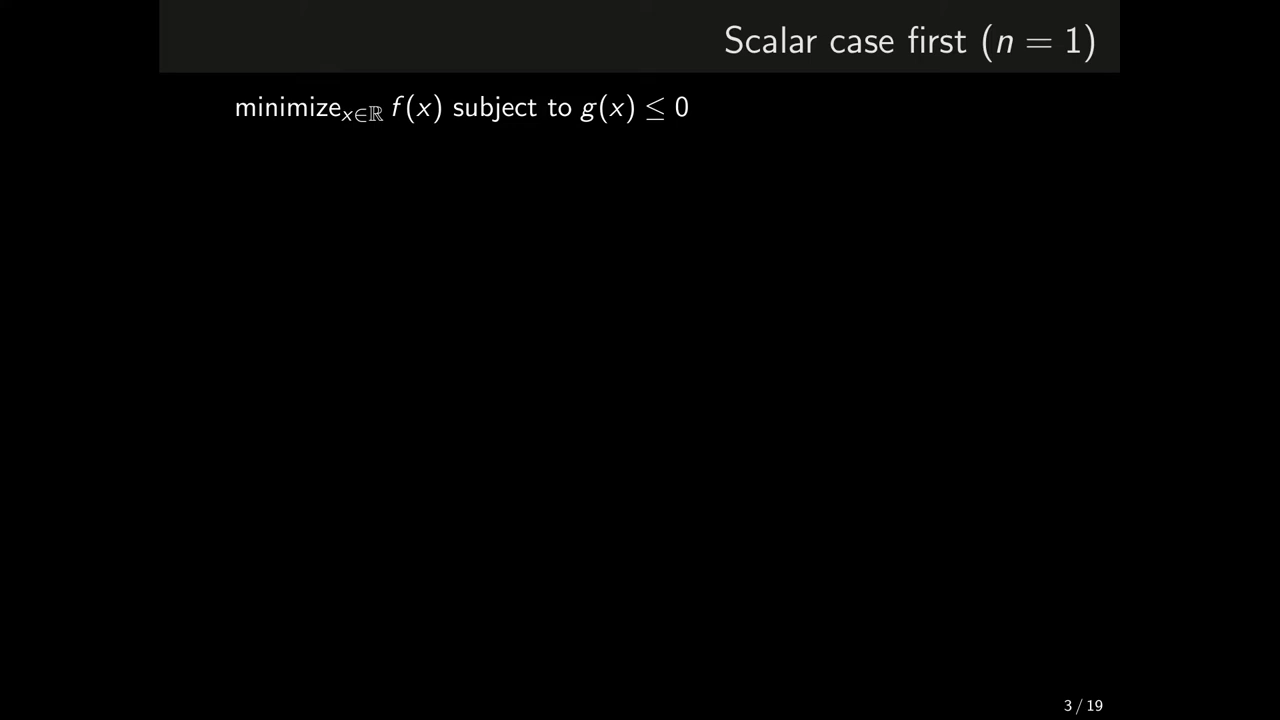 Scalar case first (n = 1)
minimize_{x∈ℝ} f(x) subject to g(x) ≤ 0
3 / 19